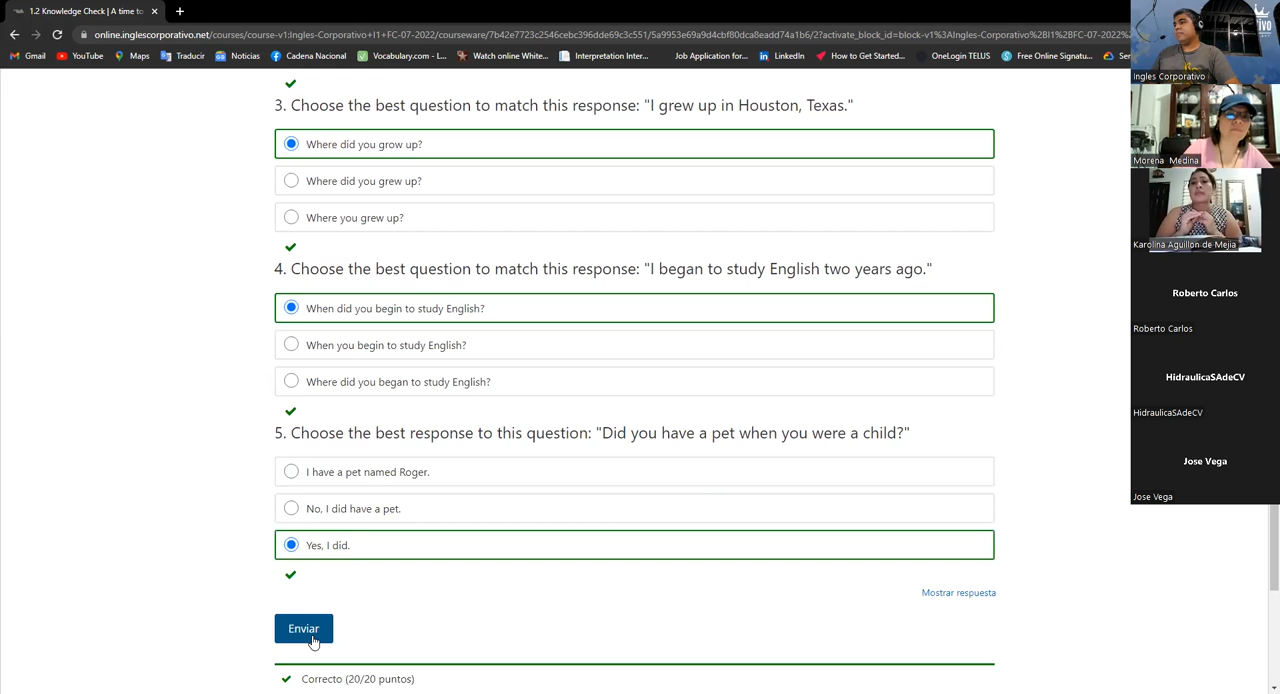 1.2 Knowledge Check | A time to
online.inglescorporativo.net/courses/course-v1:Ingles-Corporativo+I1+FC-07-2022/courseware/7b42e7723c2546cebc396dde69c3c551/5a9953e69a9d4cbf80dca8eadd74a1b6/2?activate_block_id=block-v1%3AIngles-Corporativo%2BI1%2BFC-07-2022%
Gmail YouTube Maps Traducir Noticias Cadena Nacional Vocabulary.com - L... Watch online White... Interpretation Inter... Job Application for... LinkedIn How to Get Started... OneLogin TELUS Free Online Signatu... Ser
Ingles Corporativo
3. Choose the best question to match this response: "I grew up in Houston, Texas."
Where did you grow up?
Morena Medina
Where did you grew up?
Where you grew up?
Karolina Aguillon de Mejia
4. Choose the best question to match this response: "I began to study English two years ago."
Roberto Carlos
When did you begin to study English?
Roberto Carlos
When you begin to study English?
HidraulicaSAdeCV
Where did you began to study English?
HidraulicaSAdeCV
5. Choose the best response to this question: "Did you have a pet when you were a child?"
Jose Vega
I have a pet named Roger.
Jose Vega
No, I did have a pet.
Yes, I did.
Mostrar respuesta
Enviar
Correcto (20/20 puntos)